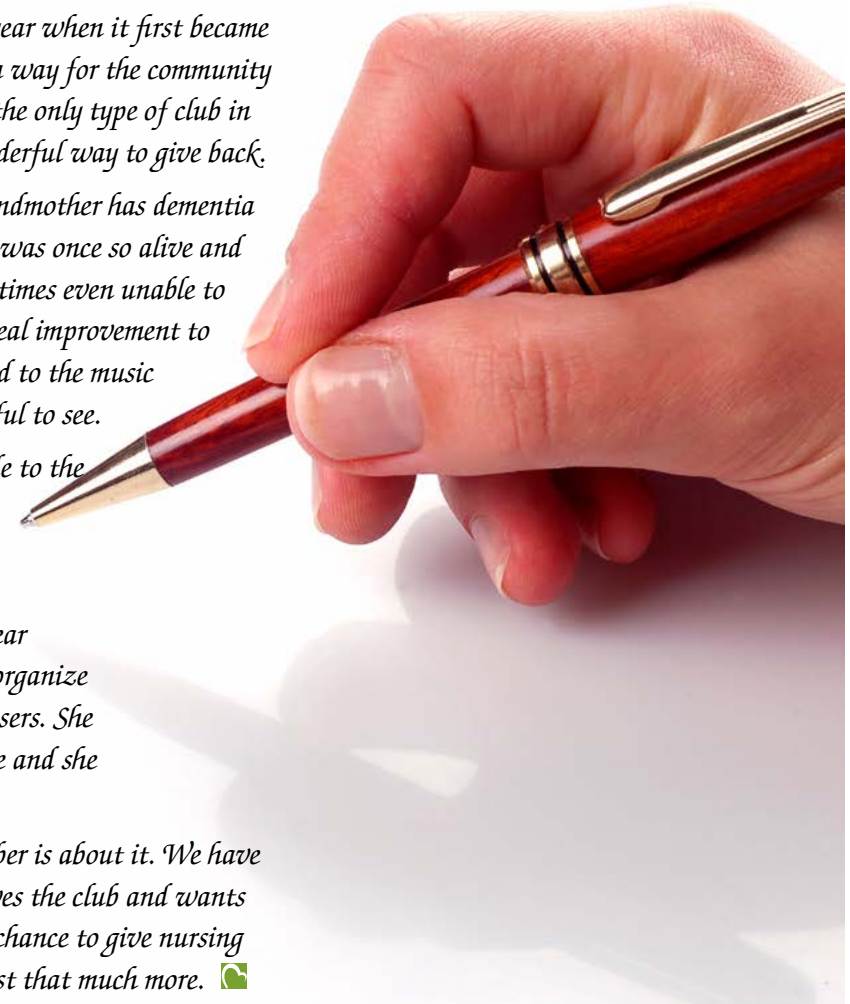 ear when it first became
a way for the community
the only type of club in
derful way to give back.
ndmother has dementia
was once so alive and
times even unable to
eal improvement to
d to the music
ful to see.
le to the
ear
organize
sers. She
e and she
ber is about it. We have
ves the club and wants
chance to give nursing
st that much more.